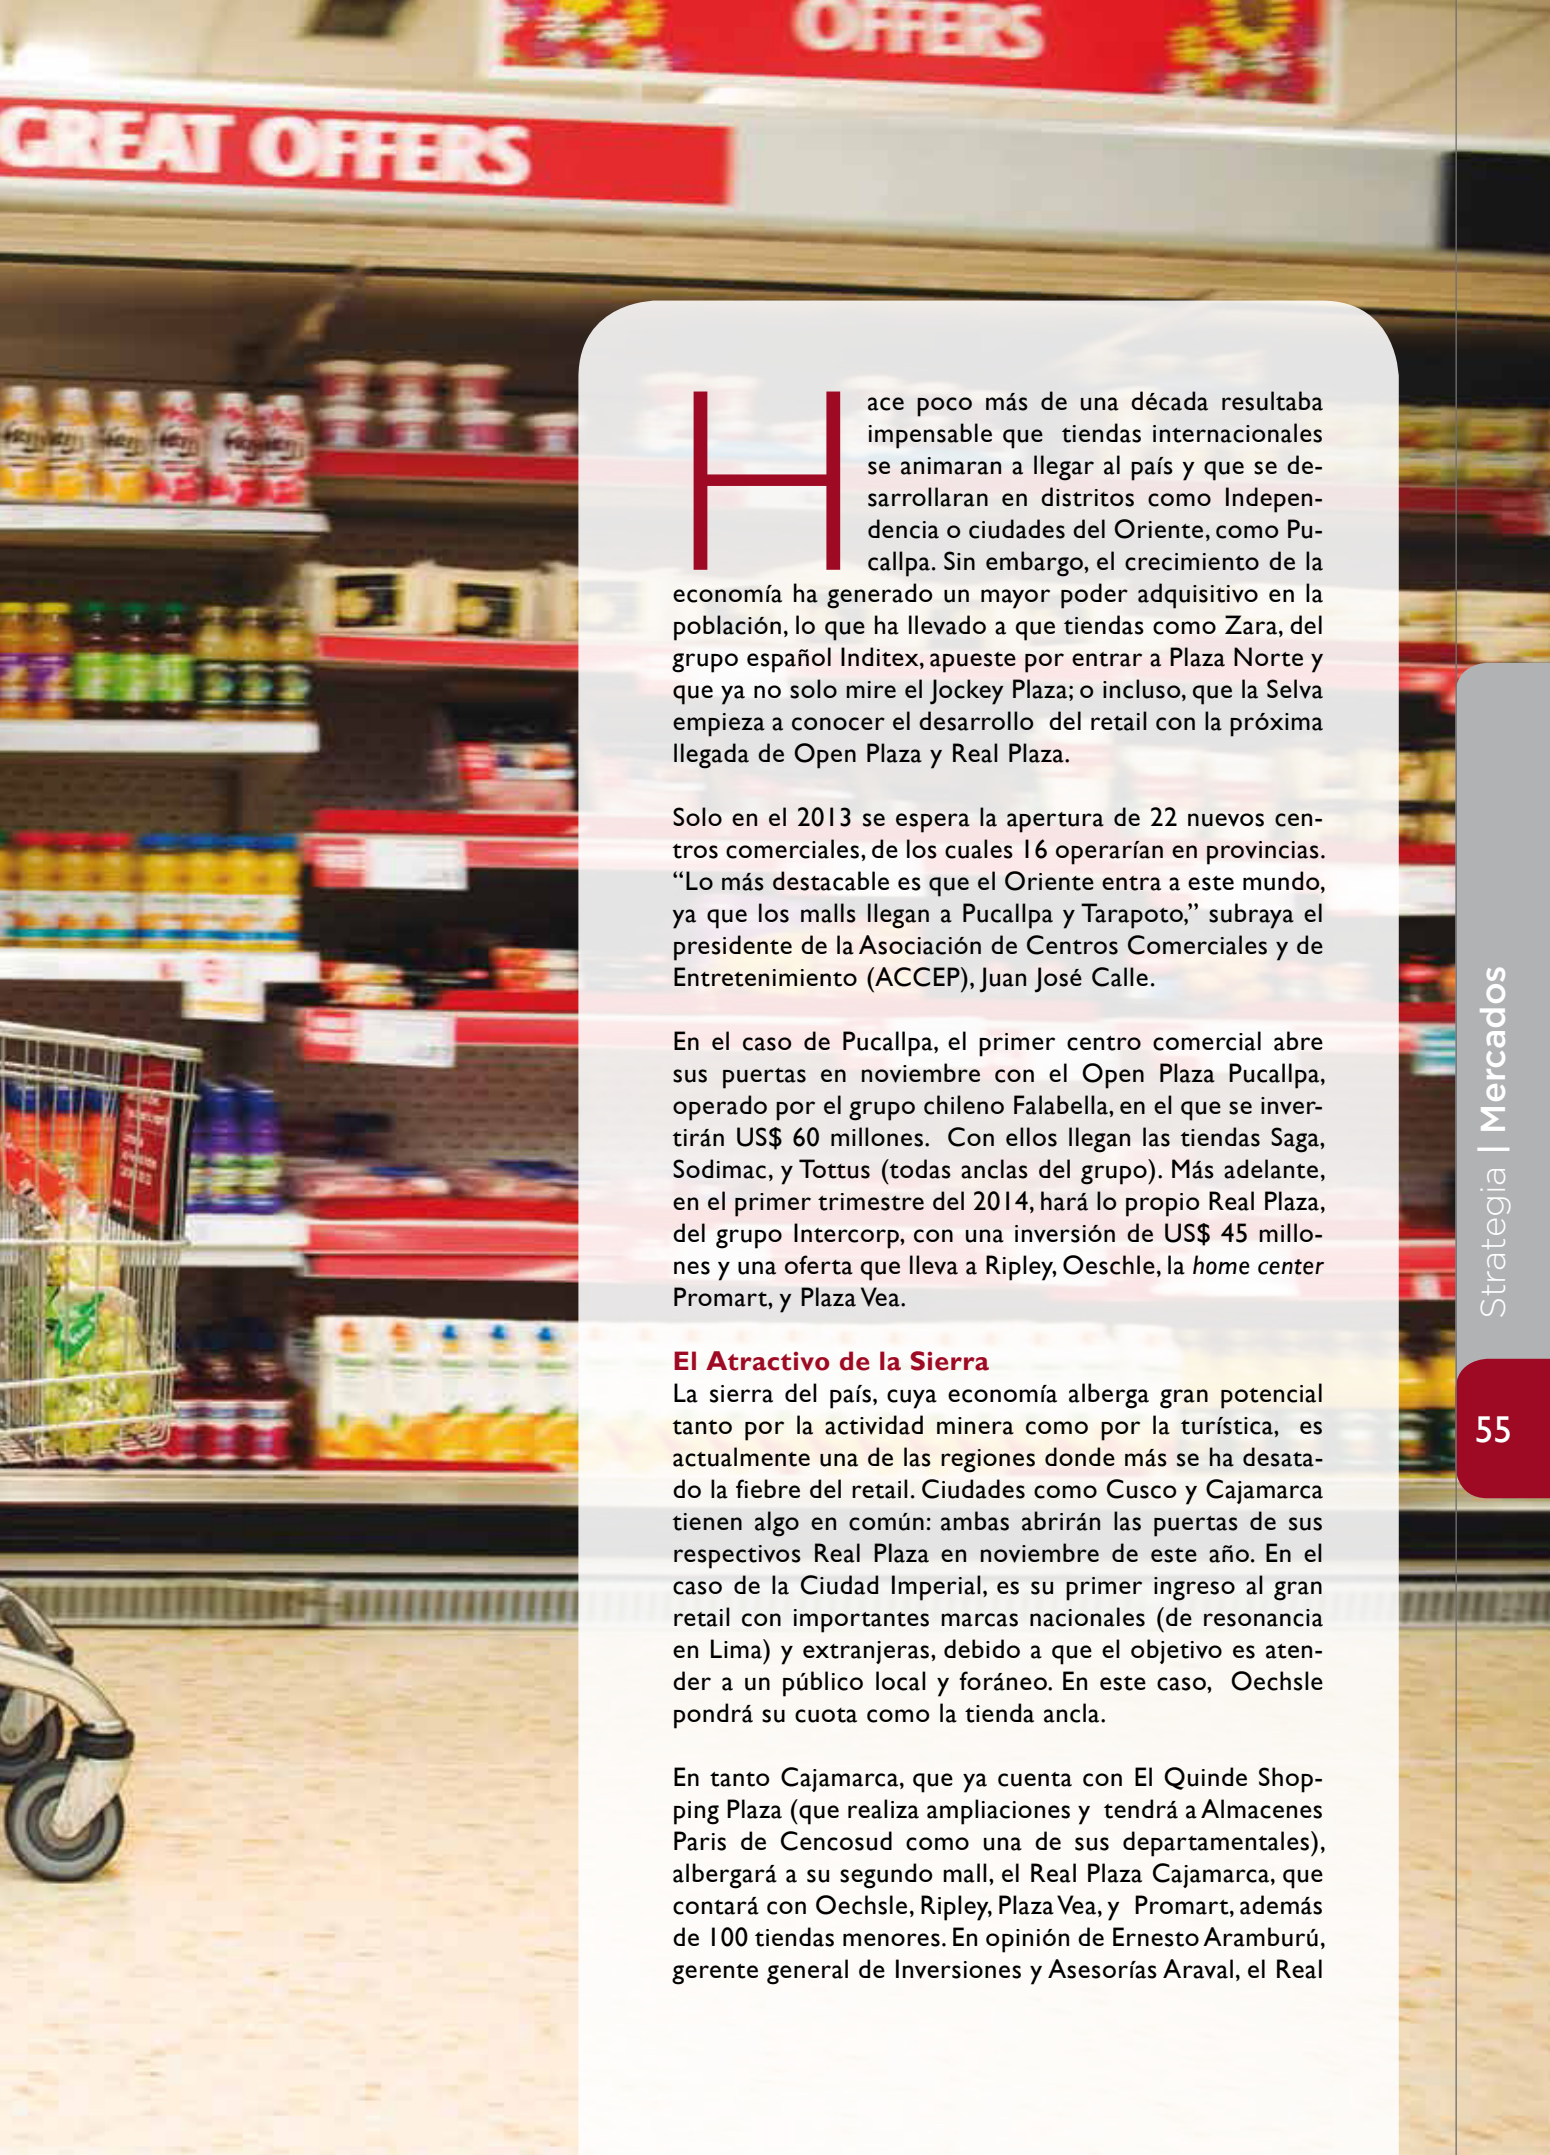 OFFERS
GREAT OFFERS
Hace poco más de una década resultaba
impensable que tiendas internacionales
se animaran a llegar al país y que se de-
sarrollaran en distritos como Indepen-
dencia o ciudades del Oriente, como Pu-
callpa. Sin embargo, el crecimiento de la
economía ha generado un mayor poder adquisitivo en la
población, lo que ha llevado a que tiendas como Zara, del
grupo español Inditex, apueste por entrar a Plaza Norte y
que ya no solo mire el Jockey Plaza; o incluso, que la Selva
empieza a conocer el desarrollo del retail con la próxima
llegada de Open Plaza y Real Plaza.
Solo en el 2013 se espera la apertura de 22 nuevos cen-
tros comerciales, de los cuales 16 operarían en provincias.
“Lo más destacable es que el Oriente entra a este mundo,
ya que los malls llegan a Pucallpa y Tarapoto,” subraya el
presidente de la Asociación de Centros Comerciales y de
Entretenimiento (ACCEP), Juan José Calle.
En el caso de Pucallpa, el primer centro comercial abre
sus puertas en noviembre con el Open Plaza Pucallpa,
operado por el grupo chileno Falabella, en el que se inver-
tirán US$ 60 millones. Con ellos llegan las tiendas Saga,
Sodimac, y Tottus (todas anclas del grupo). Más adelante,
en el primer trimestre del 2014, hará lo propio Real Plaza,
del grupo Intercorp, con una inversión de US$ 45 millo-
nes y una oferta que lleva a Ripley, Oeschle, la home center
Promart, y Plaza Vea.
El Atractivo de la Sierra
La sierra del país, cuya economía alberga gran potencial
tanto por la actividad minera como por la turística, es
actualmente una de las regiones donde más se ha desata-
do la fiebre del retail. Ciudades como Cusco y Cajamarca
tienen algo en común: ambas abrirán las puertas de sus
respectivos Real Plaza en noviembre de este año. En el
caso de la Ciudad Imperial, es su primer ingreso al gran
retail con importantes marcas nacionales (de resonancia
en Lima) y extranjeras, debido a que el objetivo es aten-
der a un público local y foráneo. En este caso, Oechsle
pondrá su cuota como la tienda ancla.
En tanto Cajamarca, que ya cuenta con El Quinde Shop-
ping Plaza (que realiza ampliaciones y tendrá a Almacenes
Paris de Cencosud como una de sus departamentales),
albergará a su segundo mall, el Real Plaza Cajamarca, que
contará con Oechsle, Ripley, Plaza Vea, y Promart, además
de 100 tiendas menores. En opinión de Ernesto Aramburú,
gerente general de Inversiones y Asesorías Araval, el Real
Strategia | Mercados
55